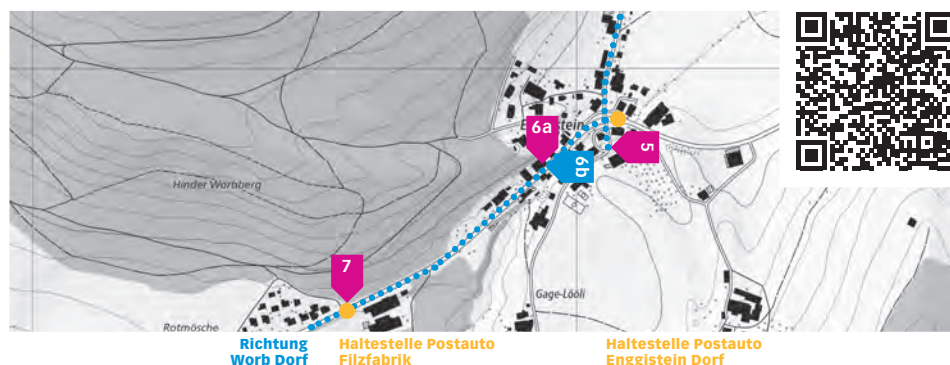 6a
5
6b
Hinder Worbberg
7
Gage-Lööli
Rotmösche
Richtung
Worb Dorf
Haltestelle Postauto
Filzfabrik
Haltestelle Postauto
Enggistein Dorf